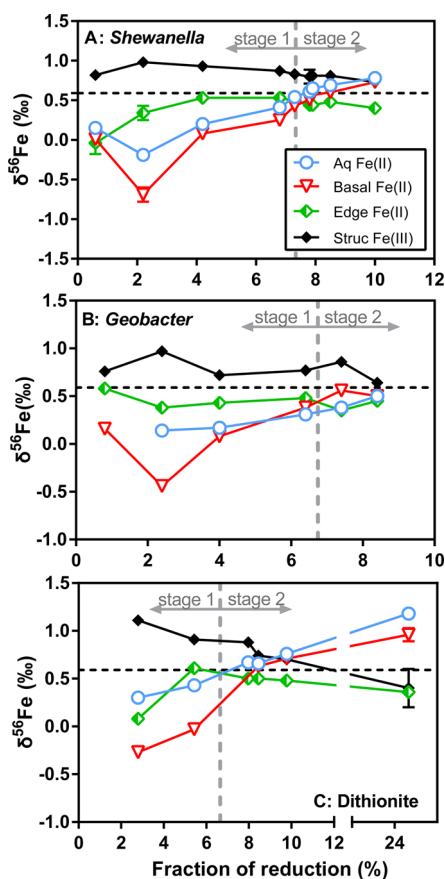 A: Shewanella
stage 1 stage 2
1.5
1.0
0.5
0.0
-0.5
-1.0
-1.5
δ⁵⁶Fe (‰)
Aq Fe(II)
Basal Fe(II)
Edge Fe(II)
Struc Fe(III)
0 2 4 6 8 10 12
B: Geobacter
stage 1 stage 2
1.5
1.0
0.5
0.0
-0.5
-1.0
δ⁵⁶Fe(‰)
0 2 4 6 8 10
stage 1 stage 2
1.5
1.0
0.5
0.0
-0.5
-1.0
δ⁵⁶Fe (‰)
C: Dithionite
0 2 4 6 8 10 12 24
Fraction of reduction (%)